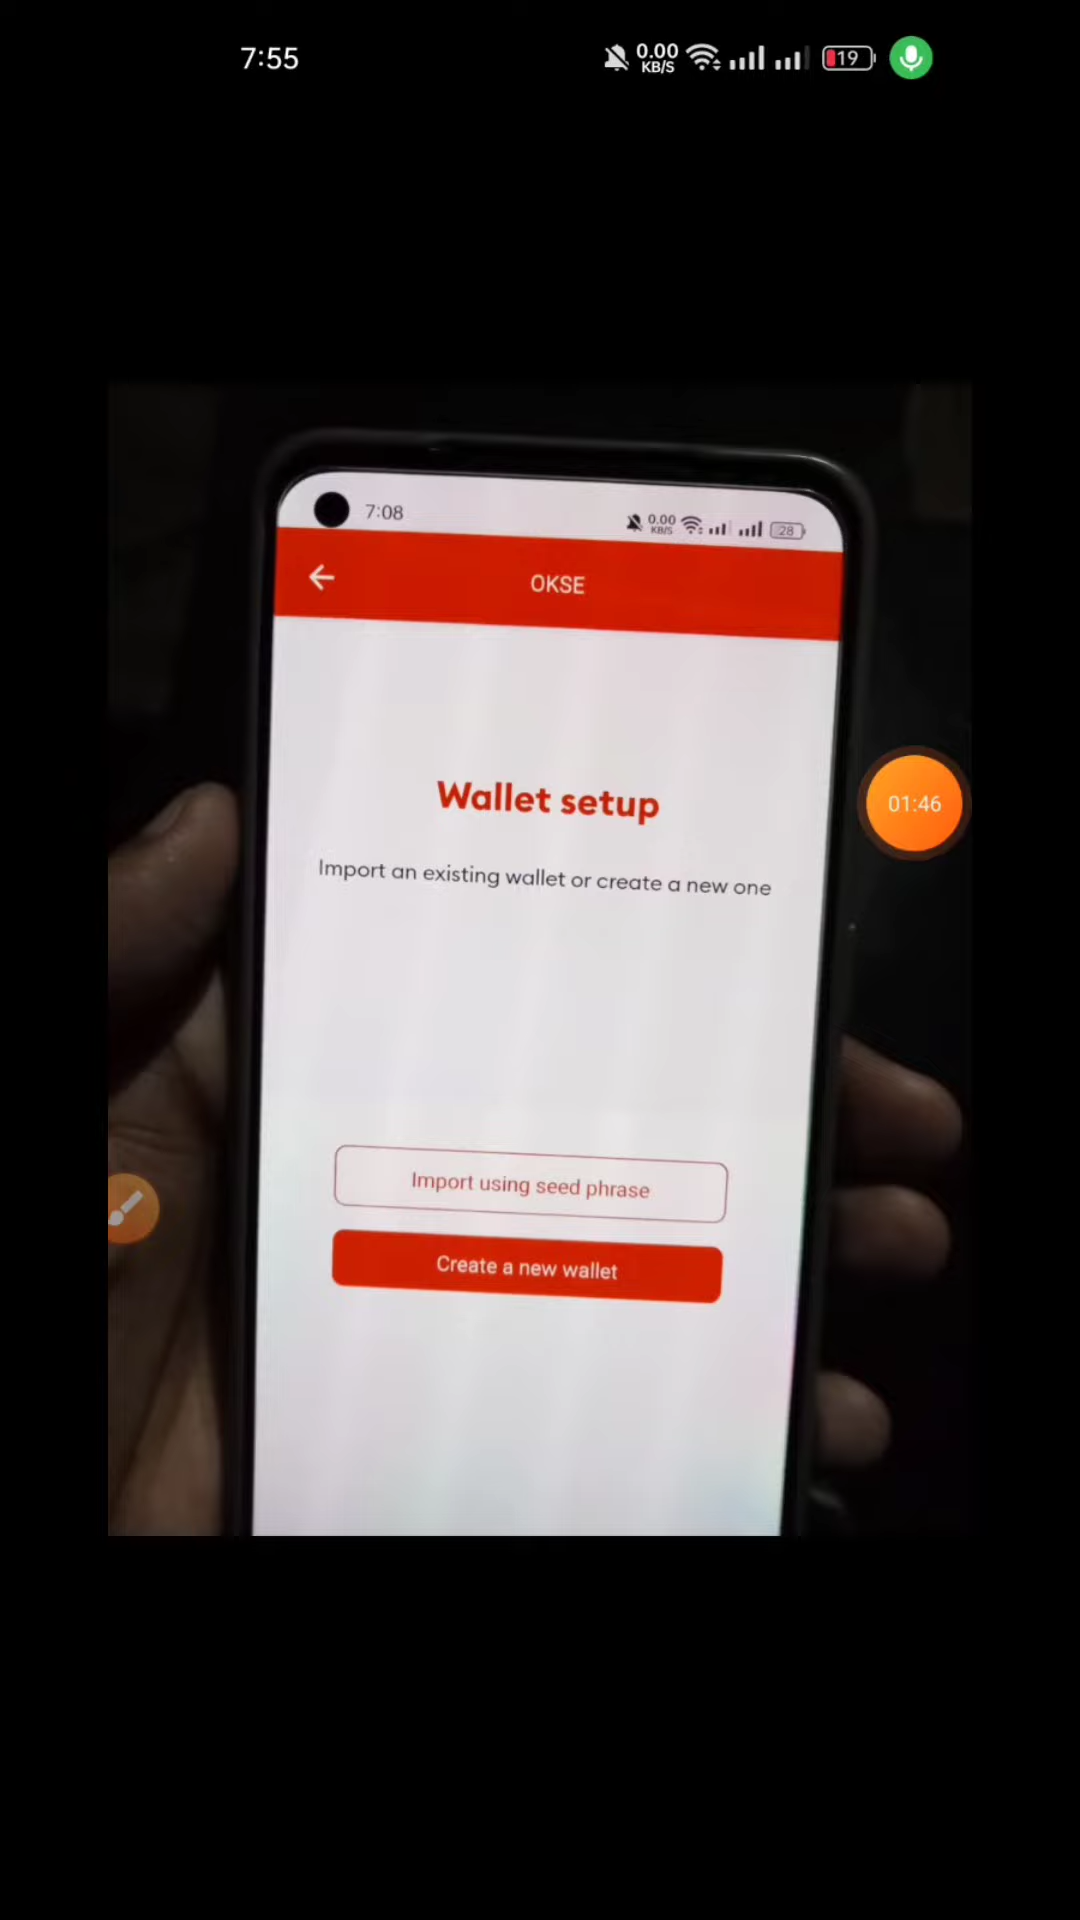 7:55
0.00
KB/S
19
7:08
0.00
KB/S
28
OKSE
Wallet setup
Import an existing wallet or create a new one
01:46
Import using seed phrase
Create a new wallet